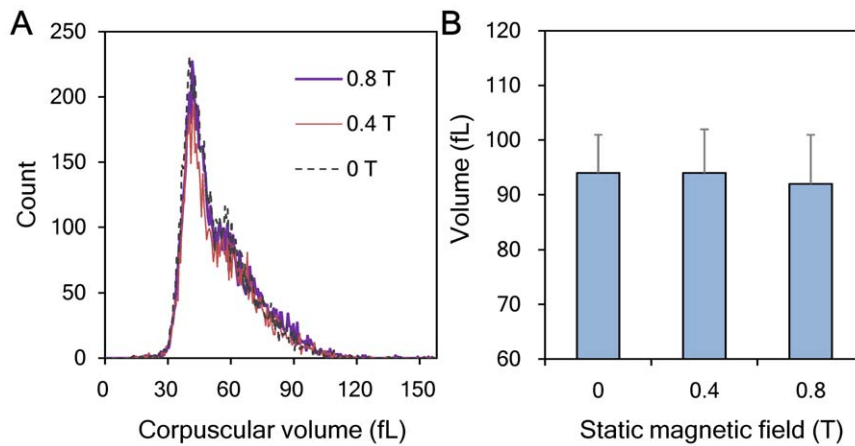 A
250
200
150
100
50
0
Count
0 30 60 90 120 150
Corpuscular volume (fL)
0.8 T
0.4 T
0 T
B
120
110
100
90
80
70
60
Volume (fL)
0 0.4 0.8
Static magnetic field (T)